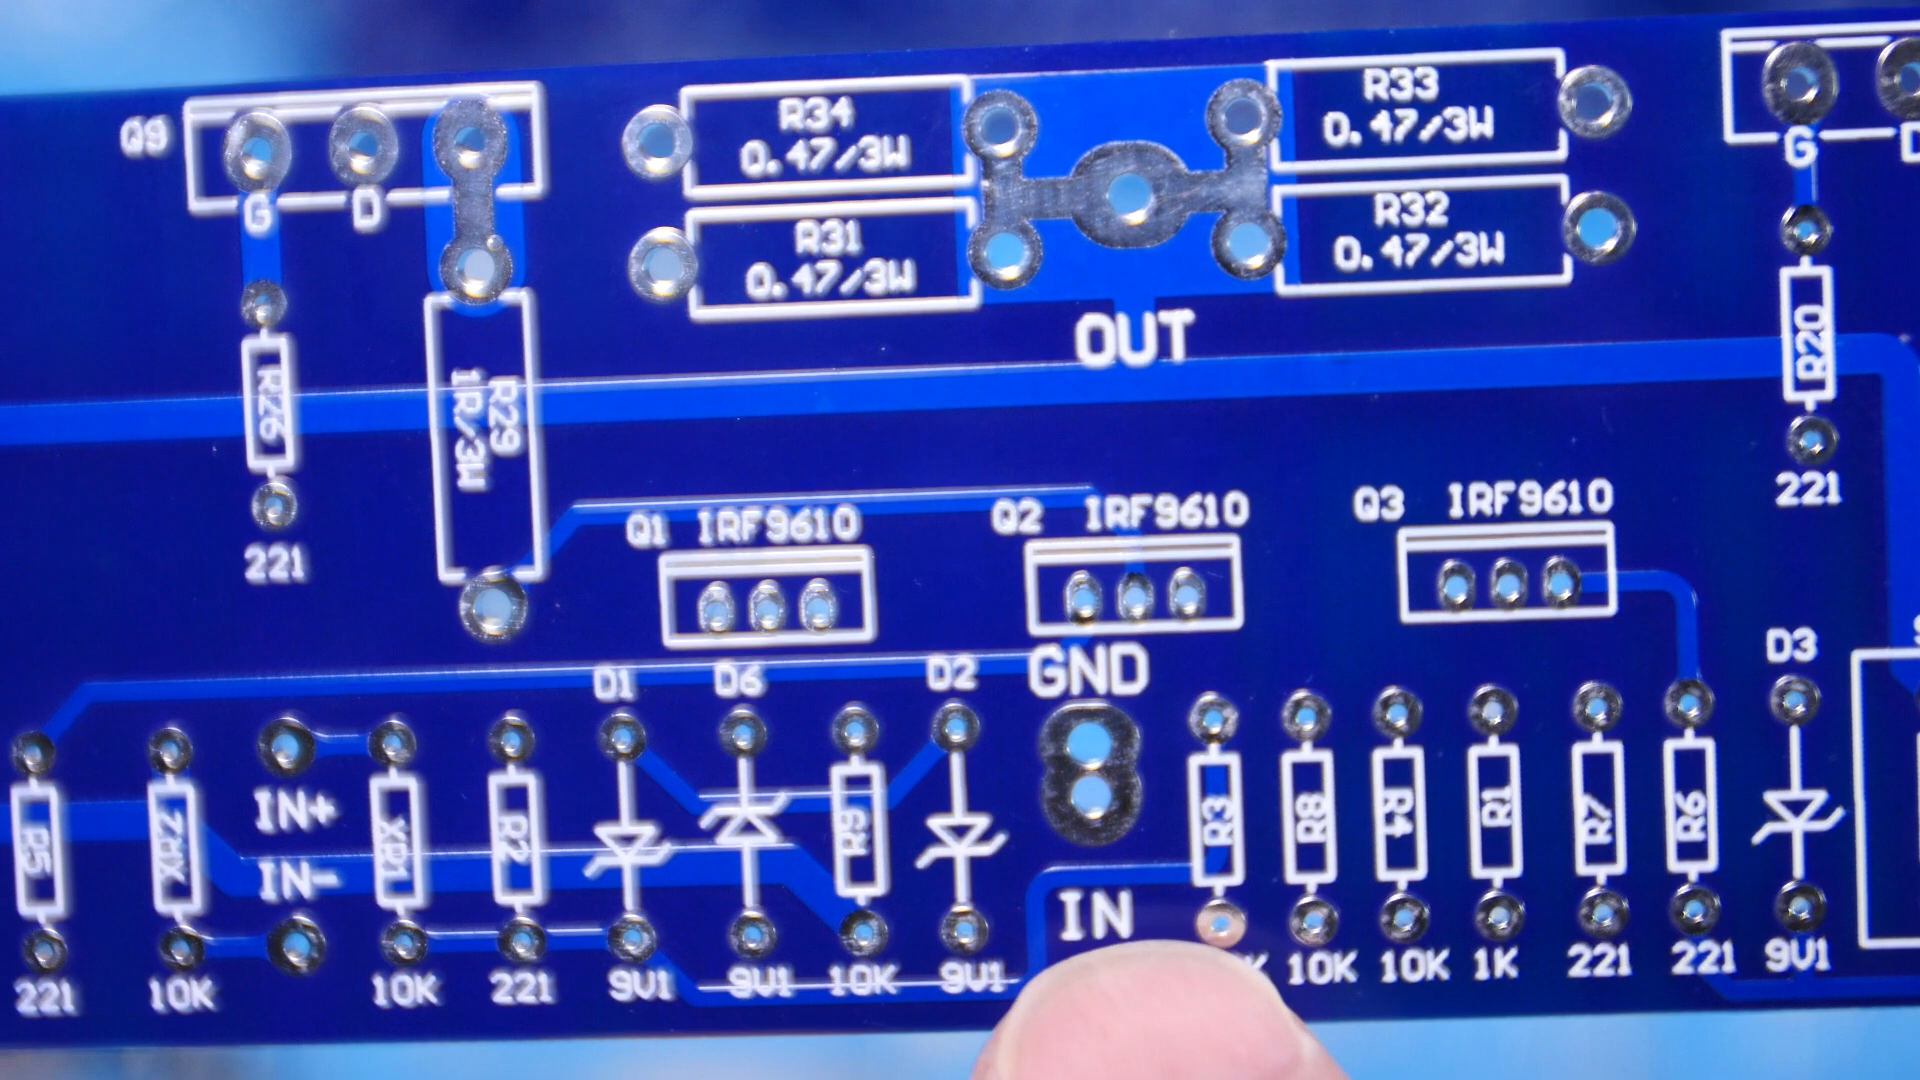 Q9
G D
R34
0.47/3W
R33
0.47/3W
G D
R31
0.47/3W
R32
0.47/3W
OUT
R26
R29
1R/3W
R20
221
221
Q1 IRF9610
Q2 IRF9610
Q3 IRF9610
GND
D1 D6 D2 D3
IN+
IN-
R5
XR1
R2
R9
R3
R8
R4
R1
R7
R6
IN
221 10K 10K 221 9V1 9V1 10K 9V1 K 10K 10K 1K 221 221 9V1